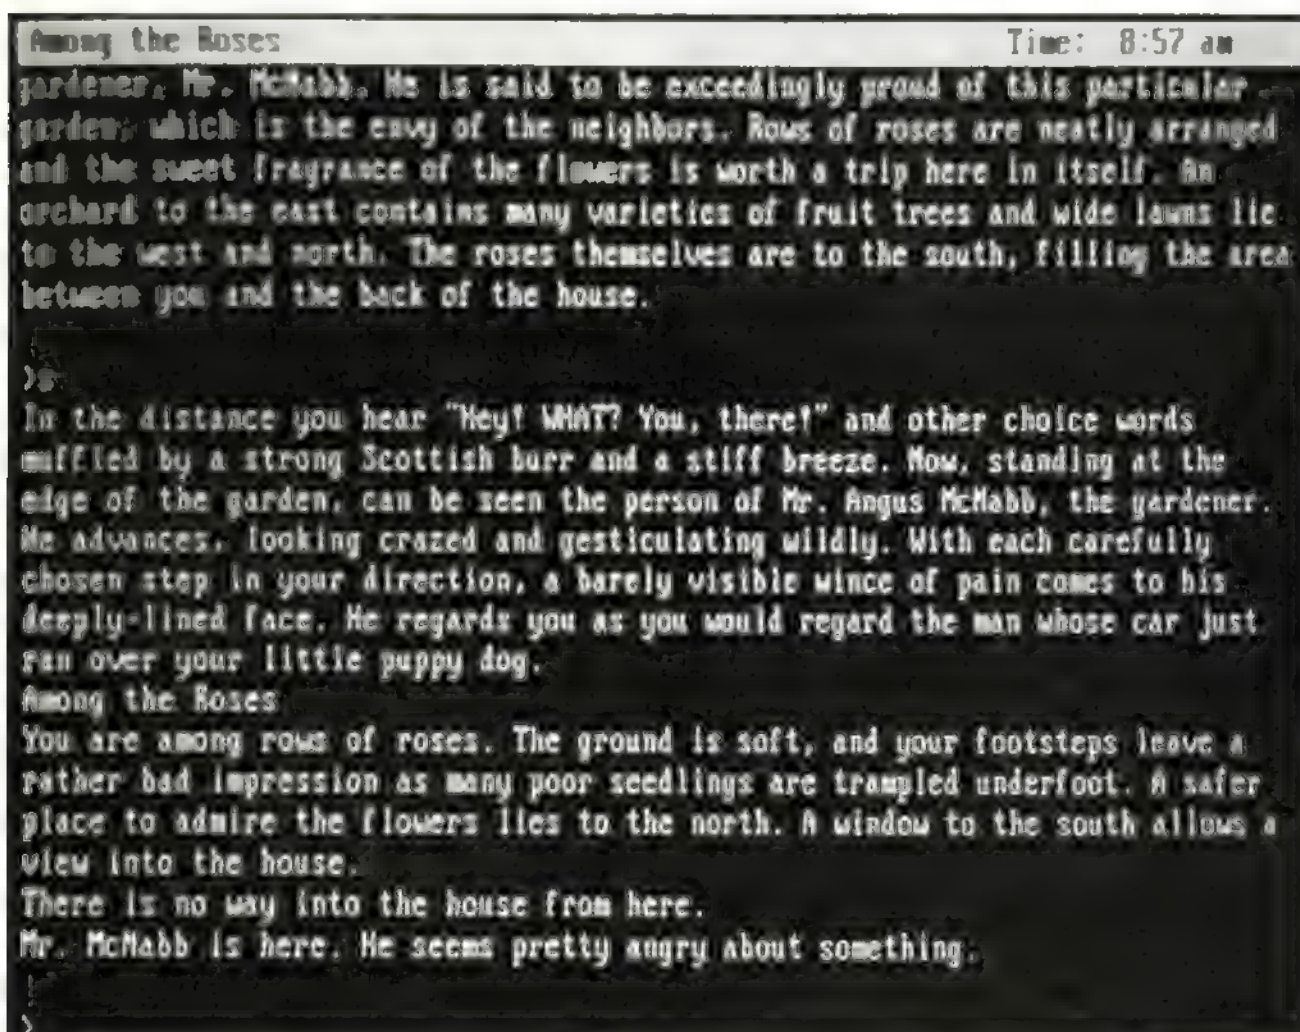 Among the Roses Time: 8:57 am
gardener, Mr. McNabb. He is said to be exceedingly proud of this particular
garden, which is the envy of the neighbors. Rows of roses are neatly arranged
and the sweet fragrance of the flowers is worth a trip here in itself. An
orchard to the east contains many varieties of fruit trees and wide lawns lie
to the west and north. The roses themselves are to the south, filling the area
between you and the back of the house.
>s
In the distance you hear "Hey! WHAT? You, there!" and other choice words
muffled by a strong Scottish burr and a stiff breeze. Now, standing at the
edge of the garden, can be seen the person of Mr. Angus McNabb, the gardener.
He advances, looking crazed and gesticulating wildly. With each carefully
chosen step in your direction, a barely visible wince of pain comes to his
deeply-lined face. He regards you as you would regard the man whose car just
ran over your little puppy dog.
Among the Roses
You are among rows of roses. The ground is soft, and your footsteps leave a
rather bad impression as many poor seedlings are trampled underfoot. A safer
place to admire the flowers lies to the north. A window to the south allows a
view into the house.
There is no way into the house from here.
Mr. McNabb is here. He seems pretty angry about something.
>